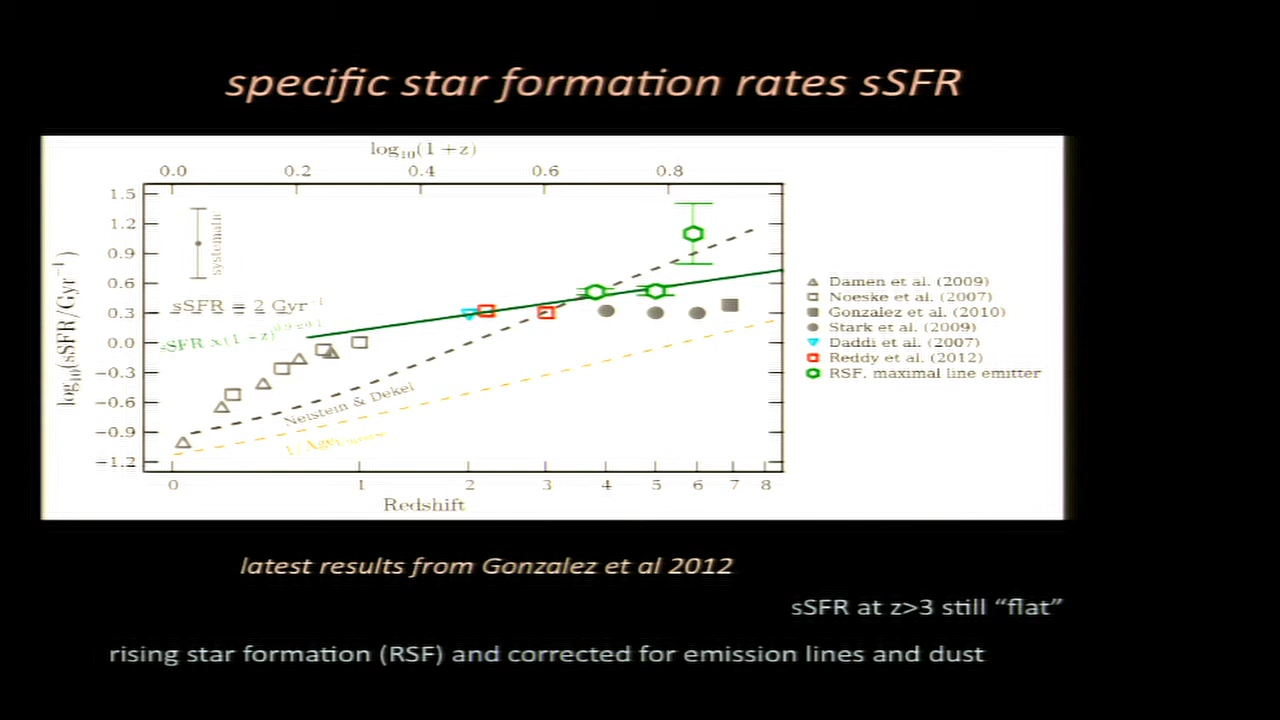 specific star formation rates sSFR
log10(1+z)
0.0 0.2 0.4 0.6 0.8
1.5
1.2
0.9
0.6
0.3
0.0
−0.3
−0.6
−0.9
−1.2
log10(sSFR/Gyr−1)
systematic
sSFR = 2 Gyr−1
Neistein & Dekel
Damen et al. (2009)
Noeske et al. (2007)
Gonzalez et al. (2010)
Stark et al. (2009)
Daddi et al. (2007)
Reddy et al. (2012)
RSF, maximal line emitter
0 1 2 3 4 5 6 7 8
Redshift
latest results from Gonzalez et al 2012
sSFR at z>3 still “flat”
rising star formation (RSF) and corrected for emission lines and dust